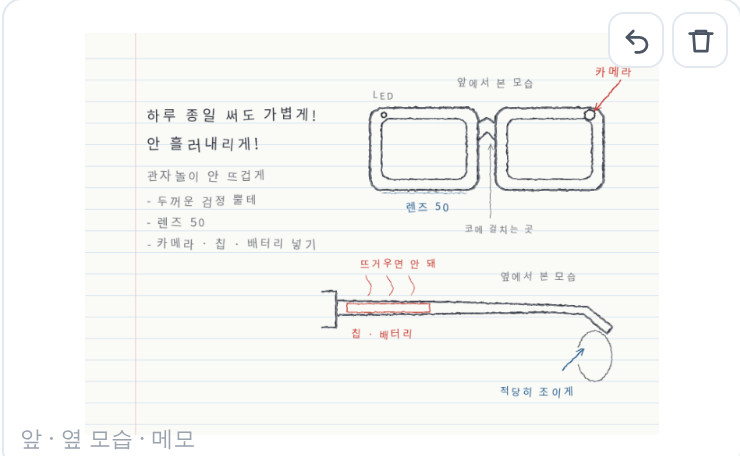 하루 종일 써도 가볍게!
안 흘러내리게!
관자놀이 안 뜨겁게
- 두꺼운 검정 뿔테
- 렌즈 50
- 카메라 · 칩 · 배터리 넣기
앞에서 본 모습
카메라
LED
렌즈 50
코에 걸치는 곳
뜨거우면 안 돼
옆에서 본 모습
칩 · 배터리
적당히 조이게
앞 · 옆 모습 · 메모